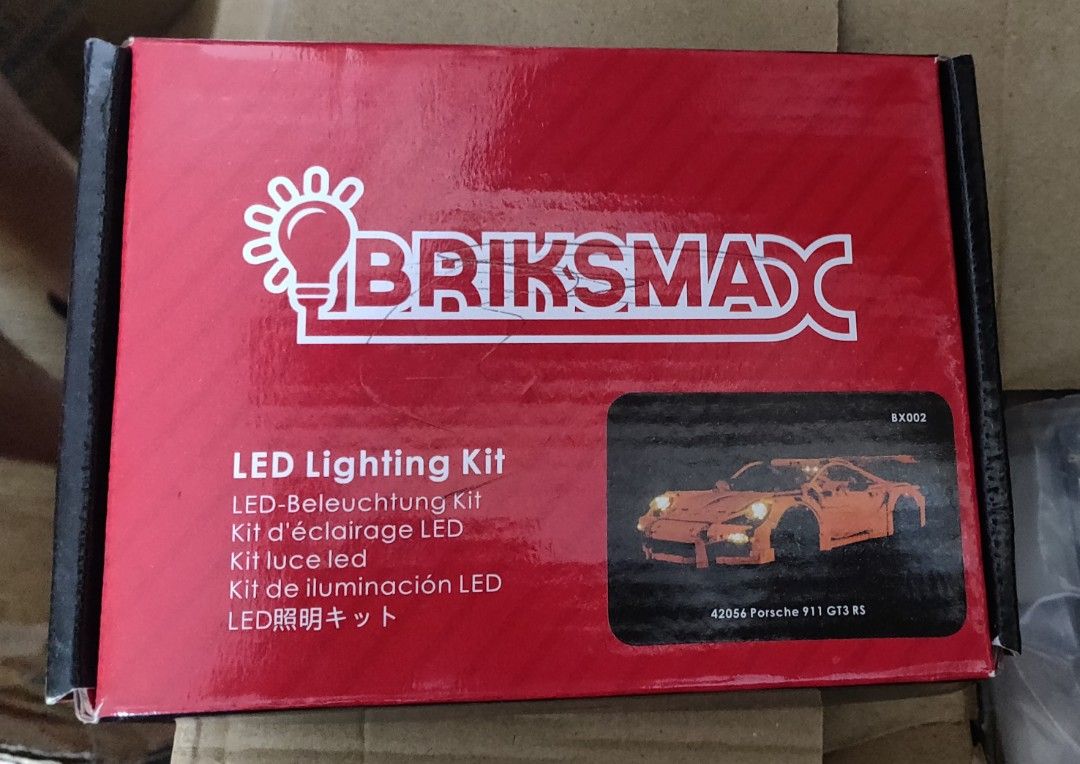 BRIKSMAX
LED Lighting Kit
LED-Beleuchtung Kit
Kit d'éclairage LED
Kit luce led
Kit de iluminación LED
LED照明キット
BX002
42056 Porsche 911 GT3 RS